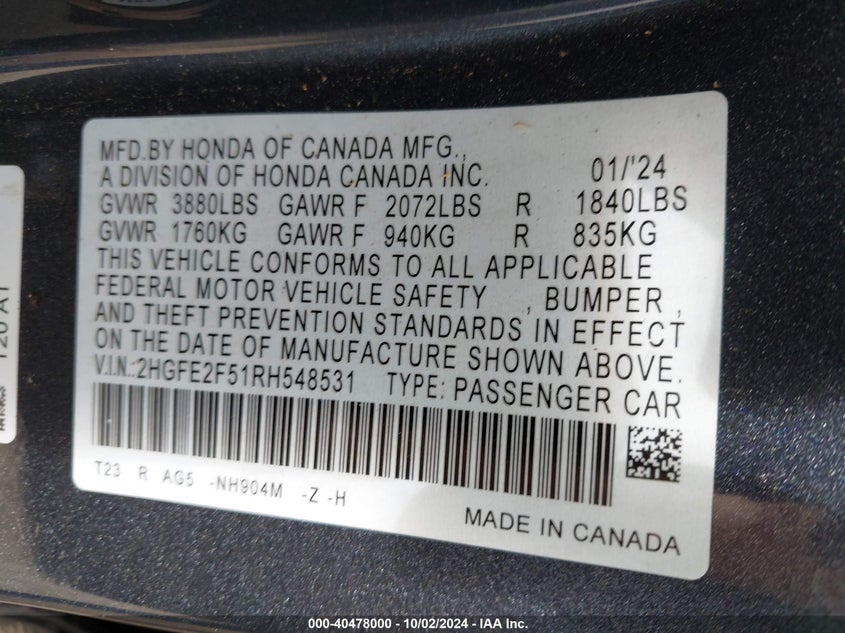 MFD.BY HONDA OF CANADA MFG.,
A DIVISION OF HONDA CANADA INC. 01/'24
GVWR 3880LBS GAWR F 2072LBS R 1840LBS
GVWR 1760KG GAWR F 940KG R 835KG
THIS VEHICLE CONFORMS TO ALL APPLICABLE
FEDERAL MOTOR VEHICLE SAFETY , BUMPER ,
AND THEFT PREVENTION STANDARDS IN EFFECT
ON THE DATE OF MANUFACTURE SHOWN ABOVE.
V.I.N.:2HGFE2F51RH548531 TYPE: PASSENGER CAR
T23 R AG5 -NH904M -Z -H
MADE IN CANADA
000-40478000 - 10/02/2024 - IAA Inc.